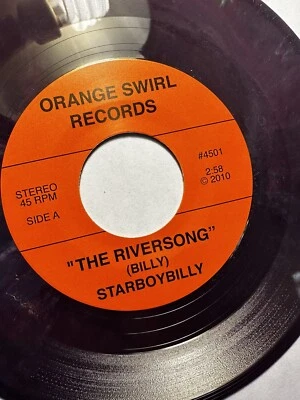 ORANGE SWIRL
RECORDS
STEREO
45 RPM
SIDE A
#4501
2:58
© 2010
"THE RIVERSONG"
(BILLY)
STARBOYBILLY